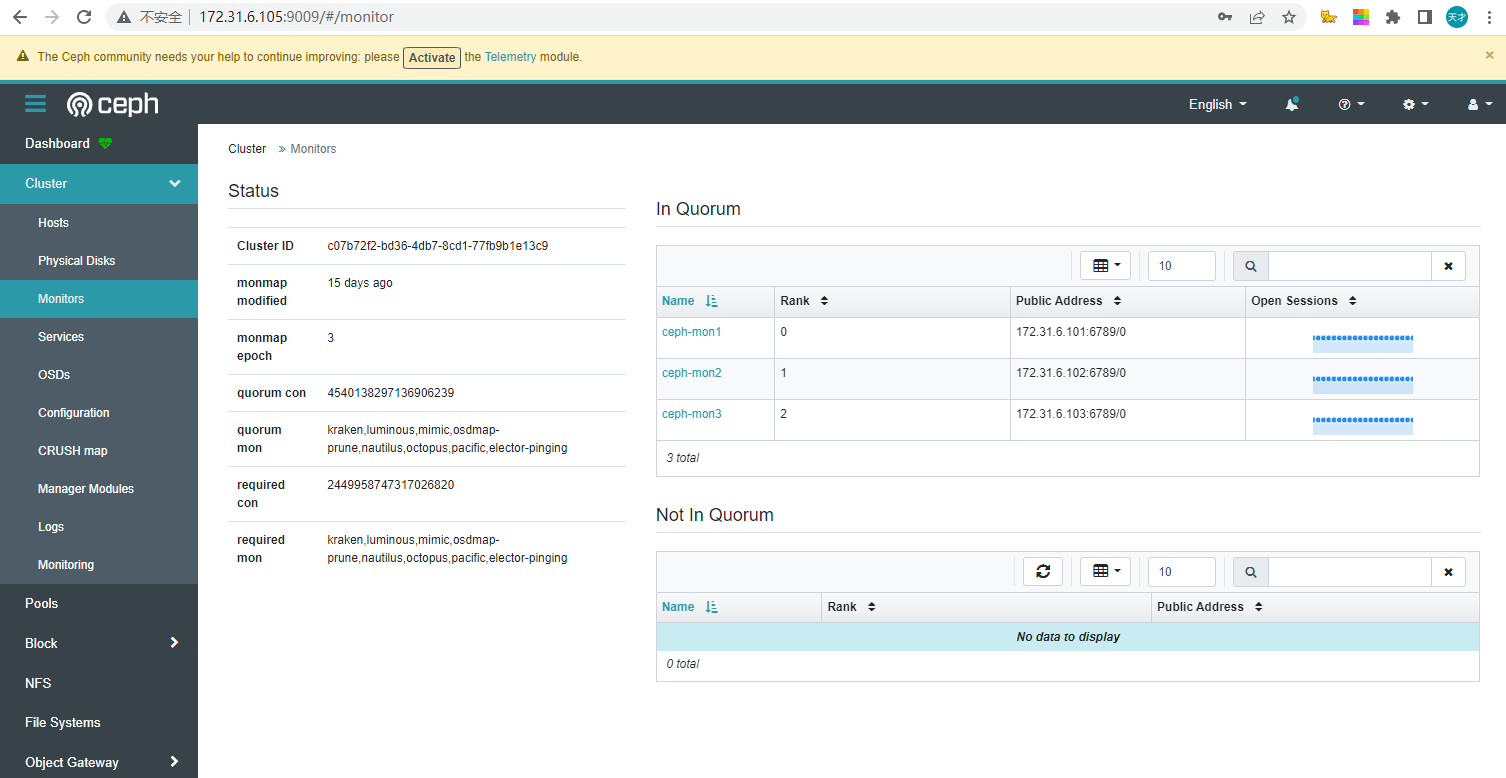 不安全 172.31.6.105:9009/#/monitor
天才
The Ceph community needs your help to continue improving: please Activate the Telemetry module.
ceph
English
Dashboard
Cluster
Hosts
Physical Disks
Monitors
Services
OSDs
Configuration
CRUSH map
Manager Modules
Logs
Monitoring
Pools
Block
NFS
File Systems
Object Gateway
Cluster » Monitors
Status
Cluster ID c07b72f2-bd36-4db7-8cd1-77fb9b1e13c9
monmap 15 days ago
modified
monmap 3
epoch
quorum con 4540138297136906239
quorum kraken,luminous,mimic,osdmap-
mon prune,nautilus,octopus,pacific,elector-pinging
required 2449958747317026820
con
required kraken,luminous,mimic,osdmap-
mon prune,nautilus,octopus,pacific,elector-pinging
In Quorum
10
Name Rank Public Address Open Sessions
ceph-mon1 0 172.31.6.101:6789/0
ceph-mon2 1 172.31.6.102:6789/0
ceph-mon3 2 172.31.6.103:6789/0
3 total
Not In Quorum
10
Name Rank Public Address
No data to display
0 total